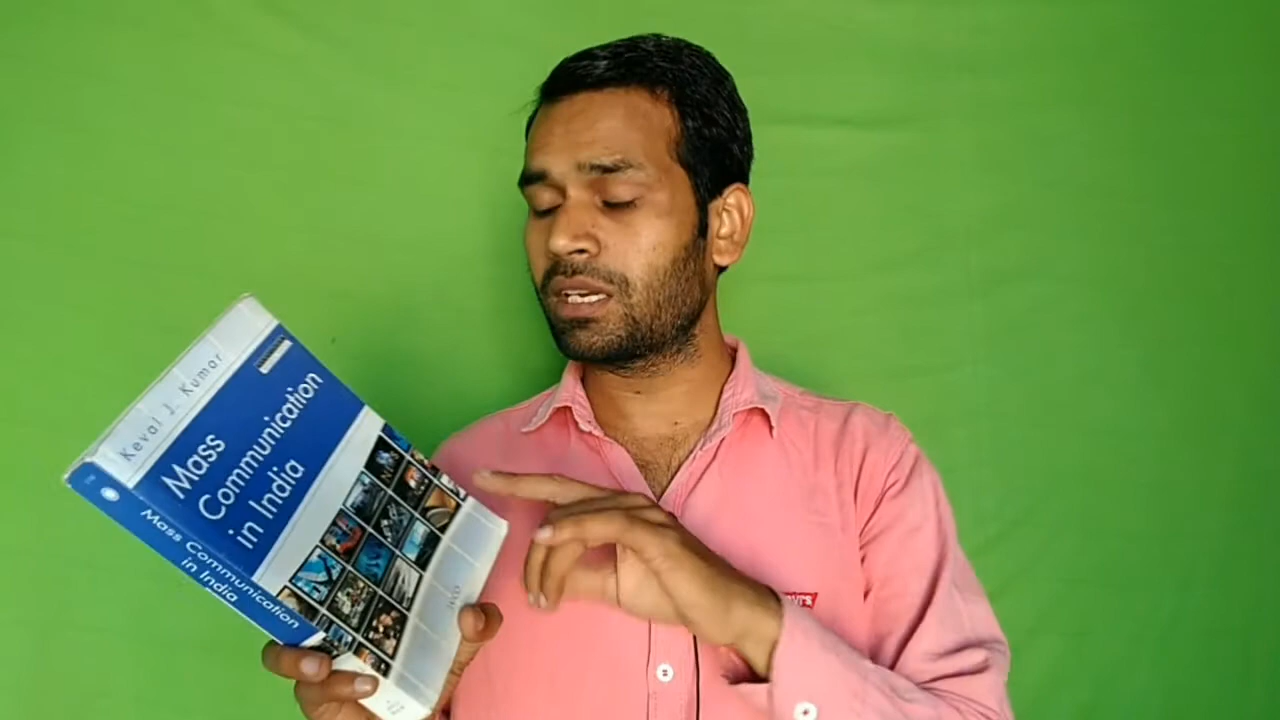 Keval J. Kumar
Mass
Communication
in India
Mass Communication
in India